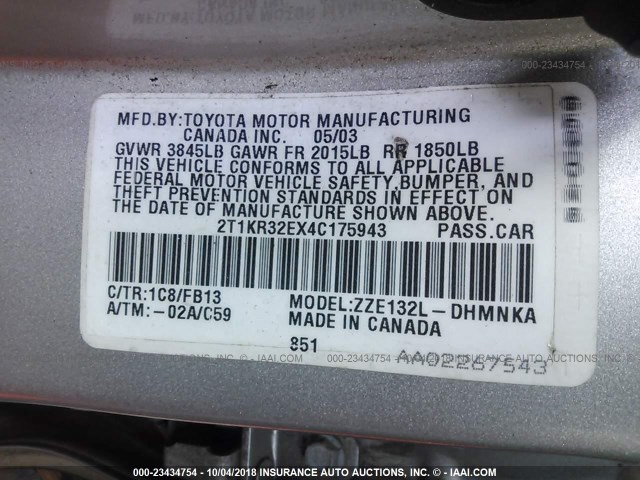 MFD.BY:TOYOTA MOTOR MANUFACTURING
CANADA INC. 05/03
GVWR 3845LB GAWR FR 2015LB RR 1850LB
THIS VEHICLE CONFORMS TO ALL APPLICABLE
FEDERAL MOTOR VEHICLE SAFETY,BUMPER, AND
THEFT PREVENTION STANDARDS IN EFFECT ON
THE DATE OF MANUFACTURE SHOWN ABOVE.
2T1KR32EX4C175943 PASS.CAR
C/TR:1C8/FB13 MODEL:ZZE132L-DHMNKA
A/TM:-02A/C59 MADE IN CANADA
851
AA02267543
000-23434754 - 10/04/2018 - INSURANCE AUTO AUCTIONS, INC. - © - IAAI.COM